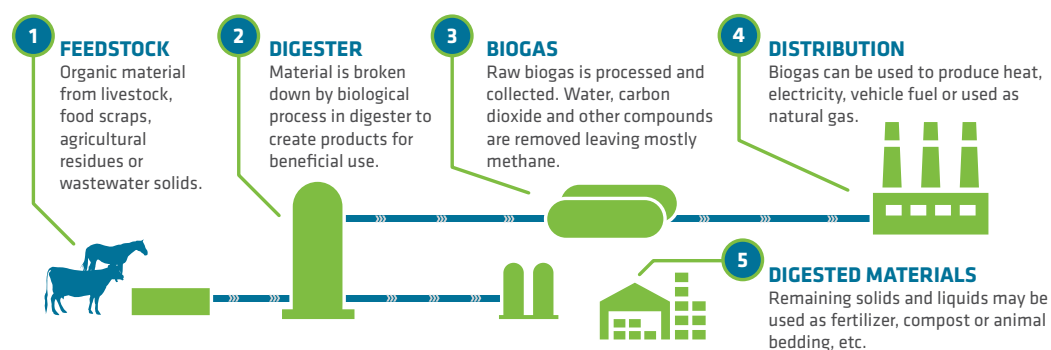 1
FEEDSTOCK
Organic material
from livestock,
food scraps,
agricultural
residues or
wastewater solids.
2
DIGESTER
Material is broken
down by biological
process in digester to
create products for
beneficial use.
3
BIOGAS
Raw biogas is processed and
collected. Water, carbon
dioxide and other compounds
are removed leaving mostly
methane.
4
DISTRIBUTION
Biogas can be used to produce heat,
electricity, vehicle fuel or used as
natural gas.
5
DIGESTED MATERIALS
Remaining solids and liquids may be
used as fertilizer, compost or animal
bedding, etc.